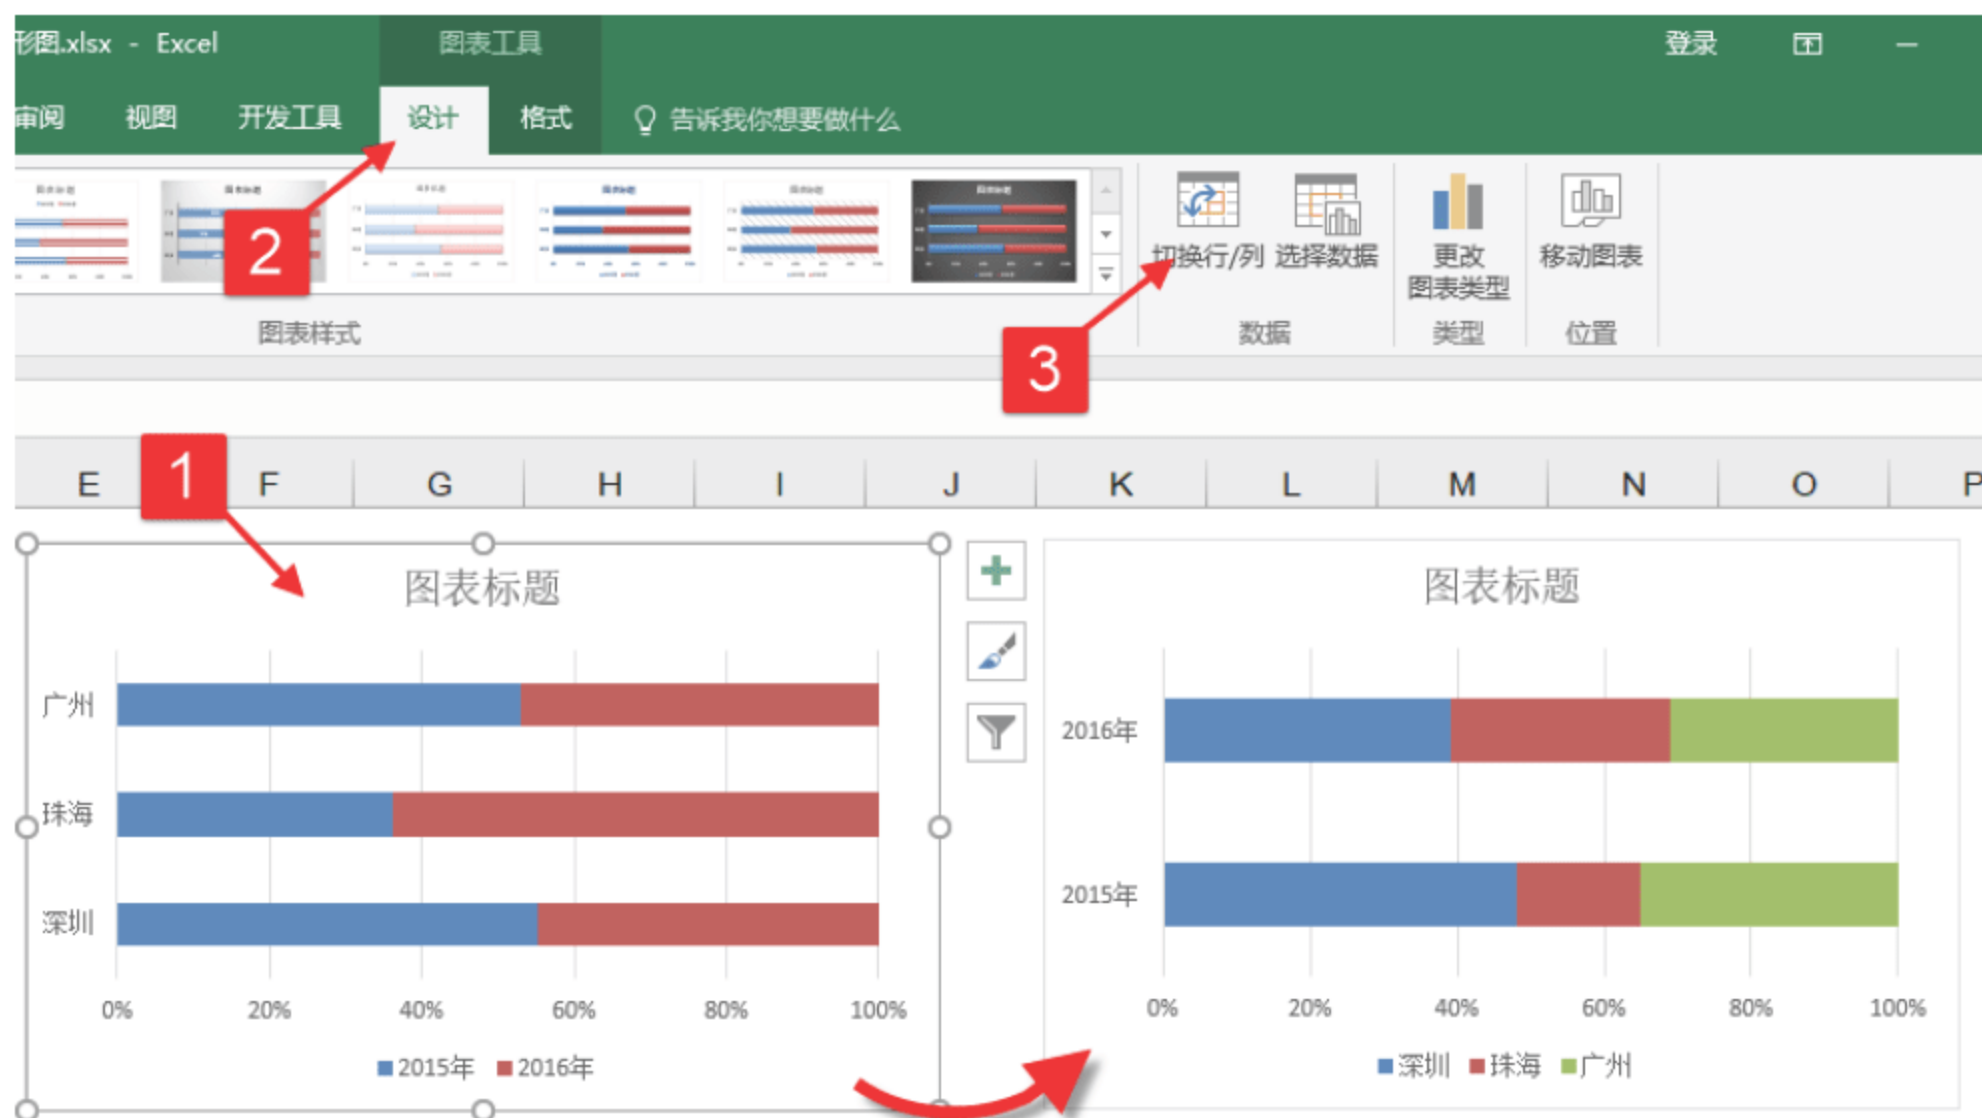 形图.xlsx - Excel
图表工具
登录
审阅 视图 开发工具 设计 格式 告诉我你想要做什么
切换行/列 选择数据 更改 图表类型 移动图表
图表样式 数据 类型 位置
2
3
1
E F G H I J K L M N O P
图表标题
广州
珠海
深圳
0% 20% 40% 60% 80% 100%
2015年 2016年
图表标题
2016年
2015年
0% 20% 40% 60% 80% 100%
深圳 珠海 广州